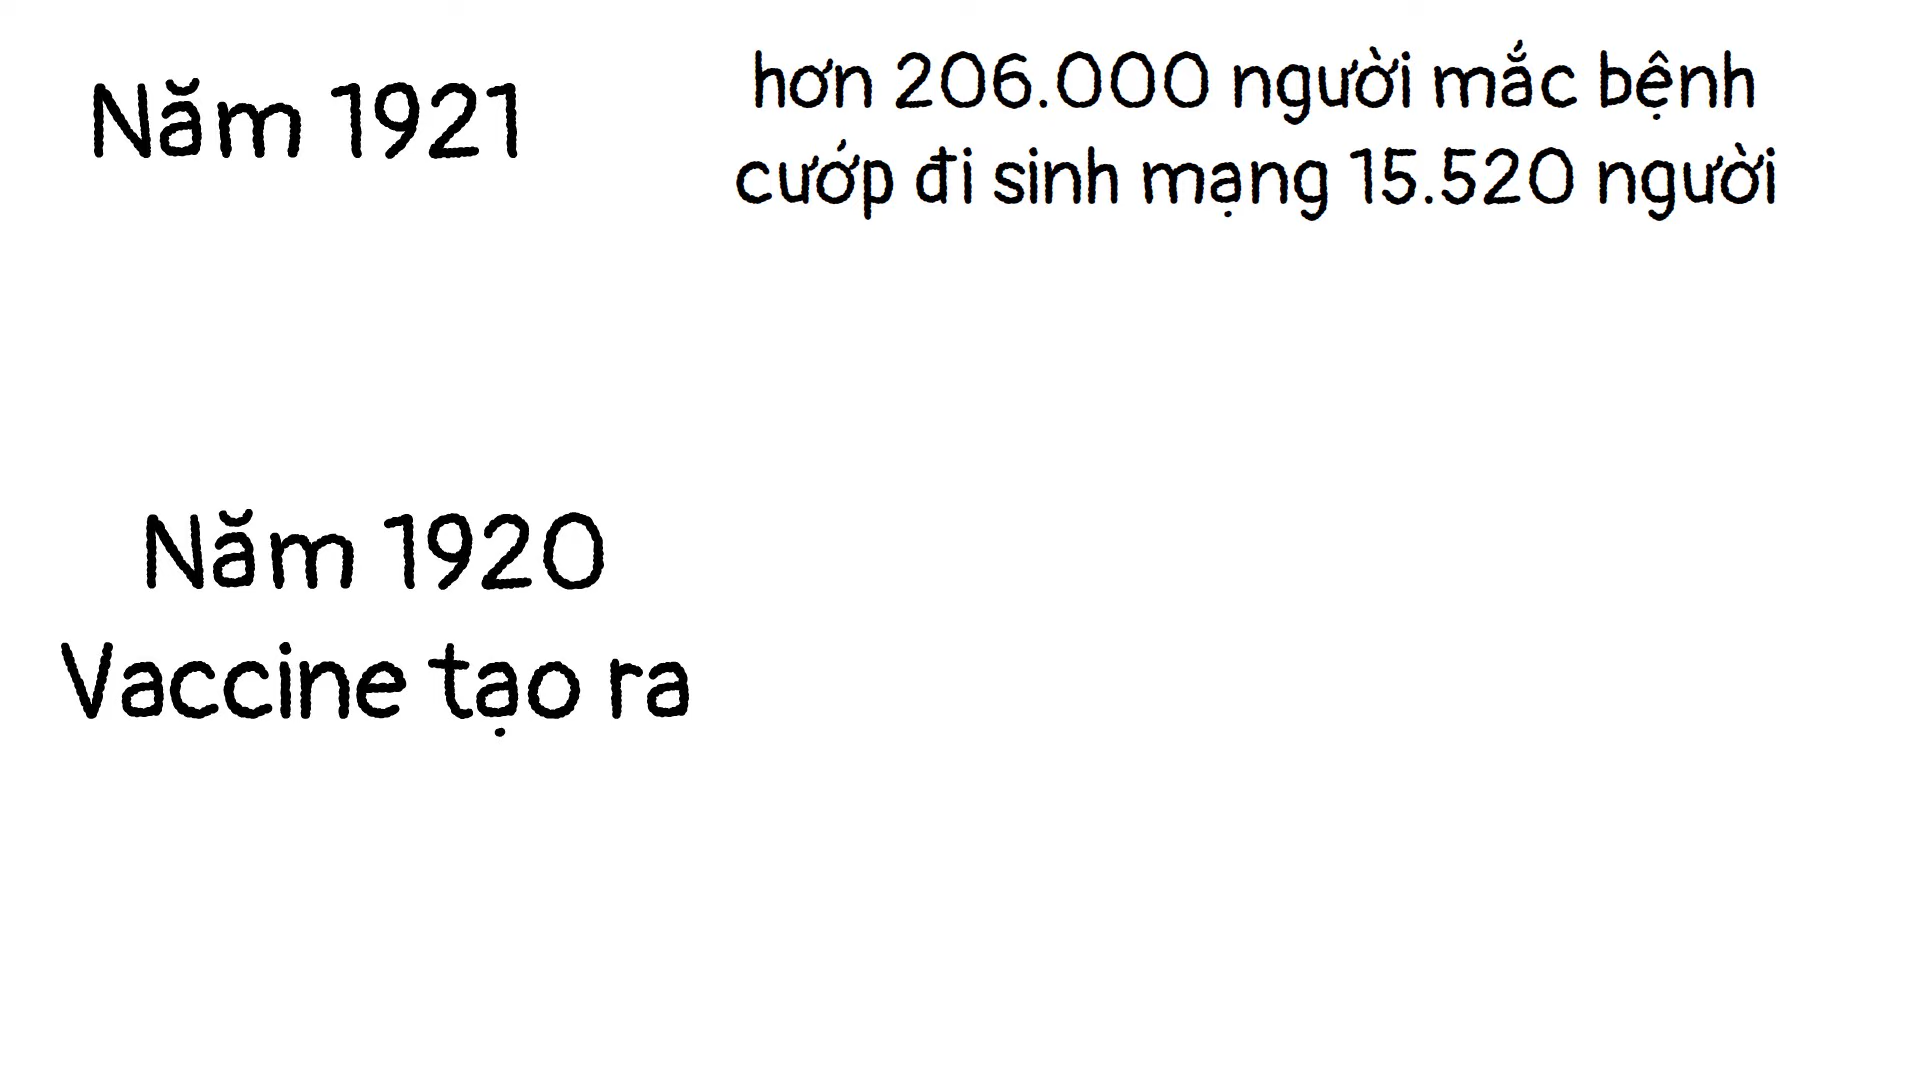 Năm 1921
hơn 206.000 người mắc bệnh
cướp đi sinh mạng 15.520 người
Năm 1920
Vaccine tạo ra